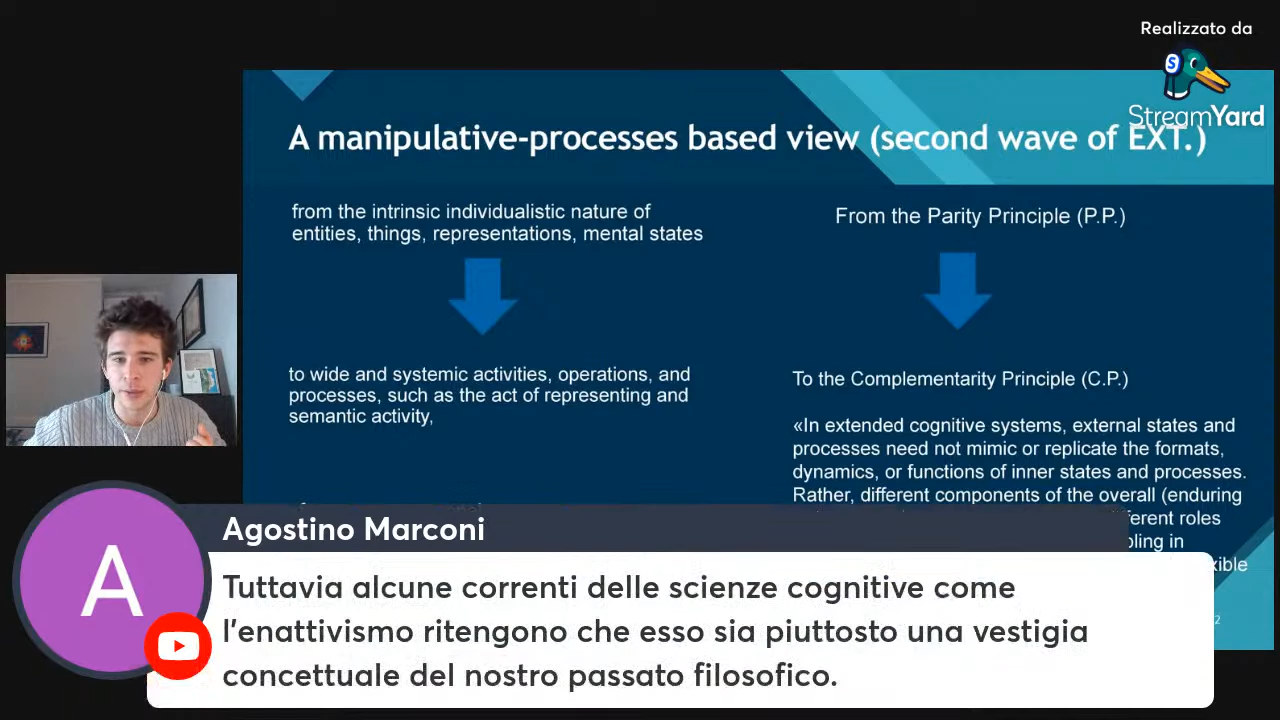 Realizzato da
StreamYard
A manipulative-processes based view (second wave of EXT.)
from the intrinsic individualistic nature of
entities, things, representations, mental states
to wide and systemic activities, operations, and
processes, such as the act of representing and
semantic activity,
From the Parity Principle (P.P.)
To the Complementarity Principle (C.P.)
«In extended cognitive systems, external states and
processes need not mimic or replicate the formats,
dynamics, or functions of inner states and processes.
Rather, different components of the overall (enduring
roles
in
2
A
Agostino Marconi
Tuttavia alcune correnti delle scienze cognitive come
l'enattivismo ritengono che esso sia piuttosto una vestigia
concettuale del nostro passato filosofico.